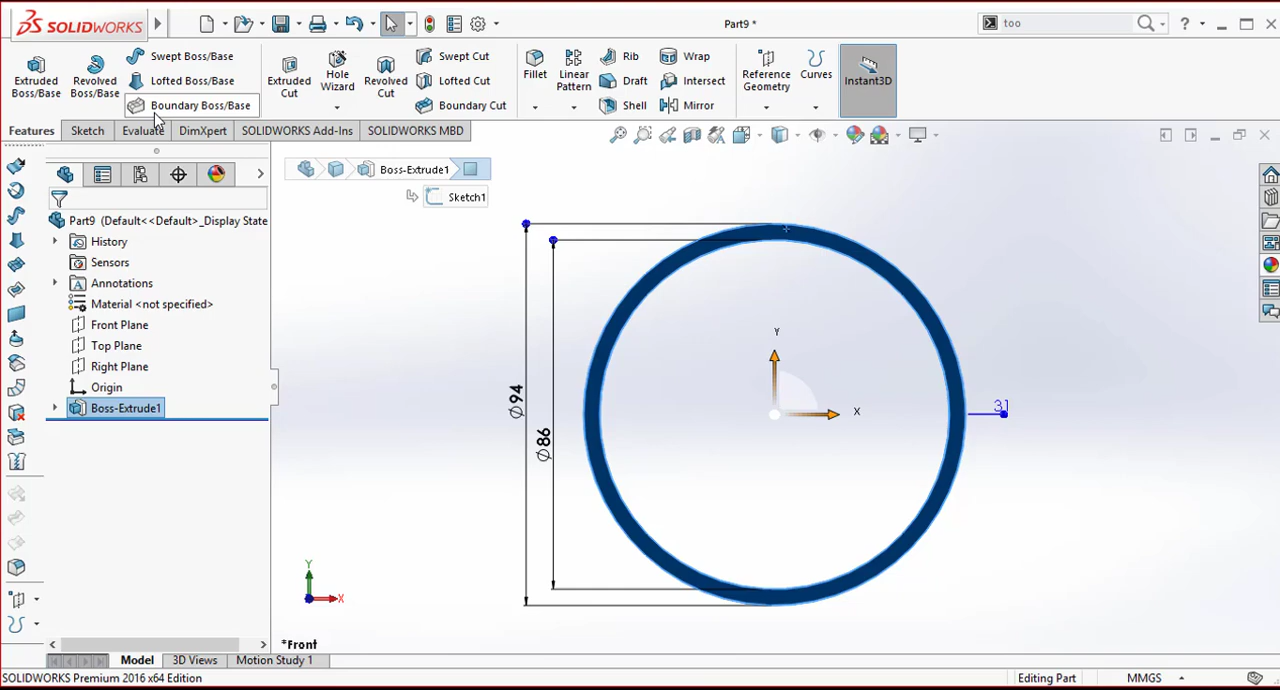 SOLIDWORKS
Part9 *
too
?
Extruded Boss/Base
Revolved Boss/Base
Swept Boss/Base
Lofted Boss/Base
Boundary Boss/Base
Extruded Cut
Hole Wizard
Revolved Cut
Swept Cut
Lofted Cut
Boundary Cut
Fillet
Linear Pattern
Rib
Draft
Shell
Wrap
Intersect
Mirror
Reference Geometry
Curves
Instant3D
Features
Sketch
Evaluate
DimXpert
SOLIDWORKS Add-Ins
SOLIDWORKS MBD
Boss-Extrude1
Sketch1
Part9 (Default<<Default>_Display State
History
Sensors
Annotations
Material <not specified>
Front Plane
Top Plane
Right Plane
Origin
Boss-Extrude1
Ø94
Ø86
Y
X
31
Y
X
*Front
Model
3D Views
Motion Study 1
SOLIDWORKS Premium 2016 x64 Edition
Editing Part
MMGS